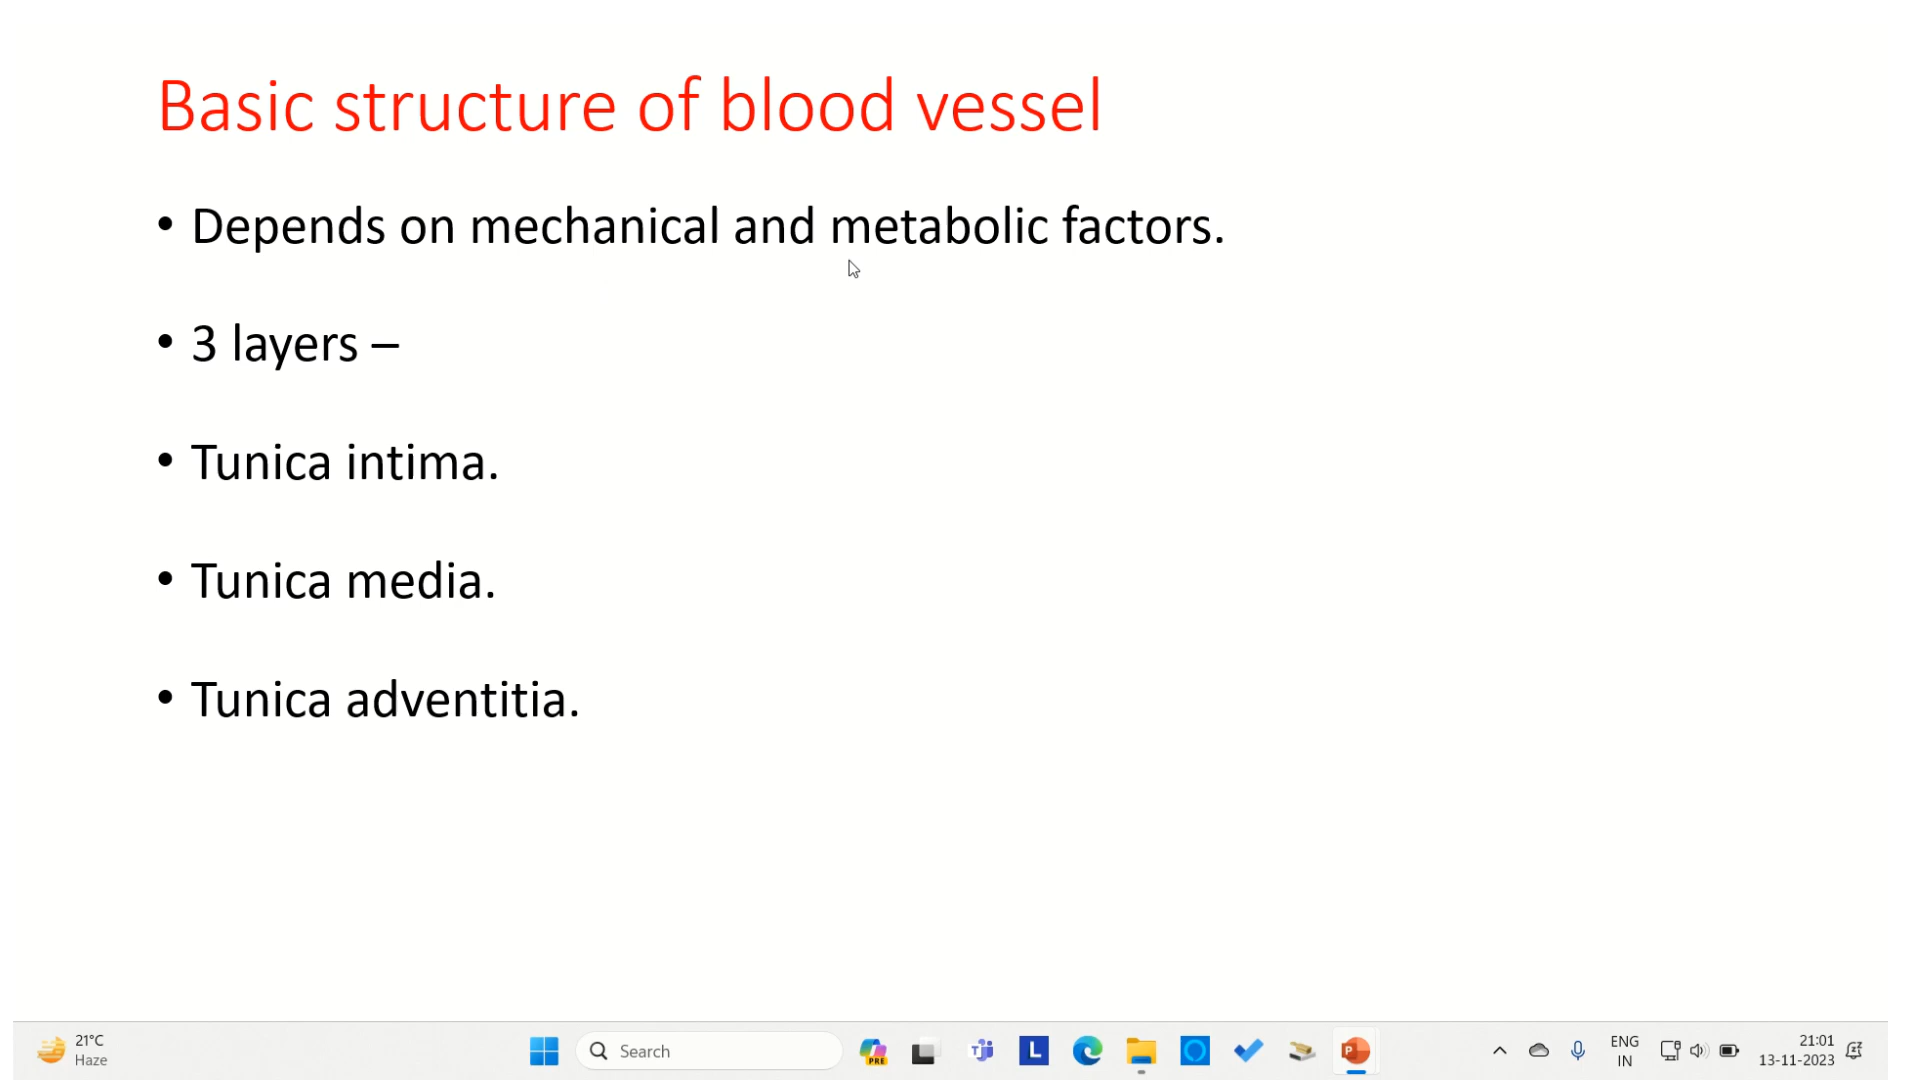 Basic structure of blood vessel
• Depends on mechanical and metabolic factors.
• 3 layers –
• Tunica intima.
• Tunica media.
• Tunica adventitia.
21°C
Haze
Search
PRE
L
ENG
IN
21:01
13-11-2023